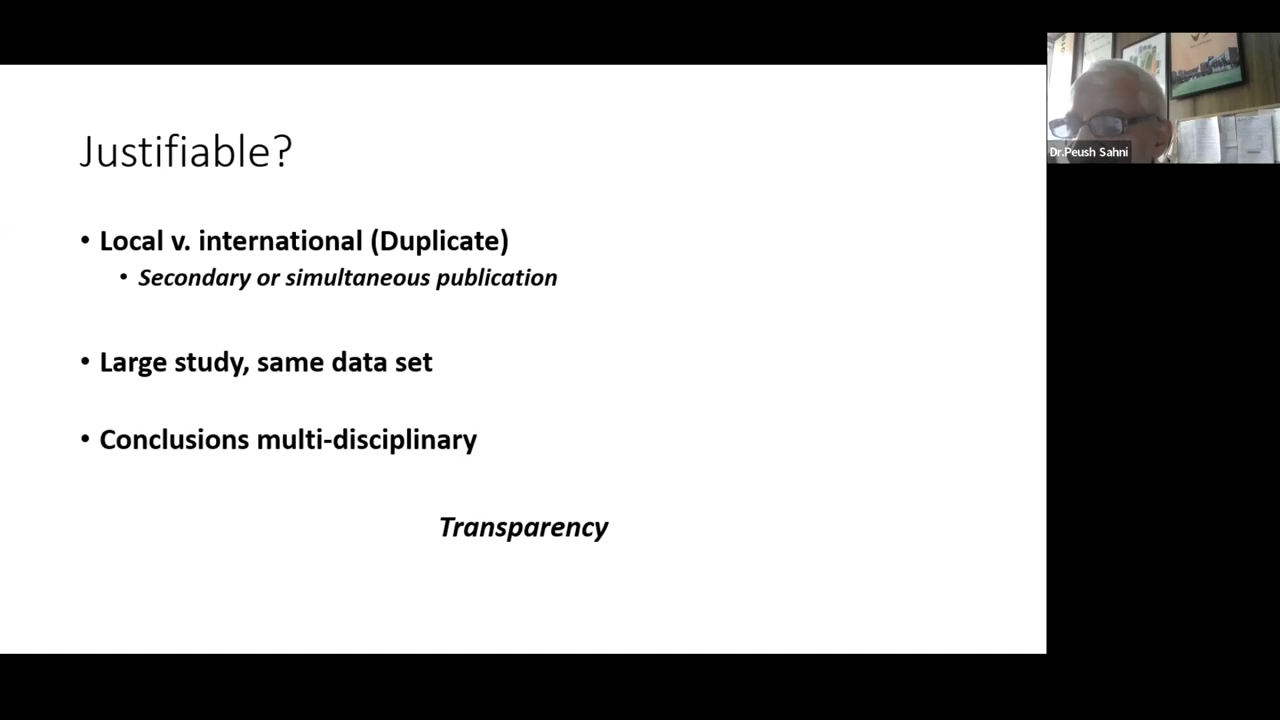 Justifiable?
• Local v. international (Duplicate)
• Secondary or simultaneous publication
• Large study, same data set
• Conclusions multi-disciplinary
Transparency
Dr.Peush Sahni